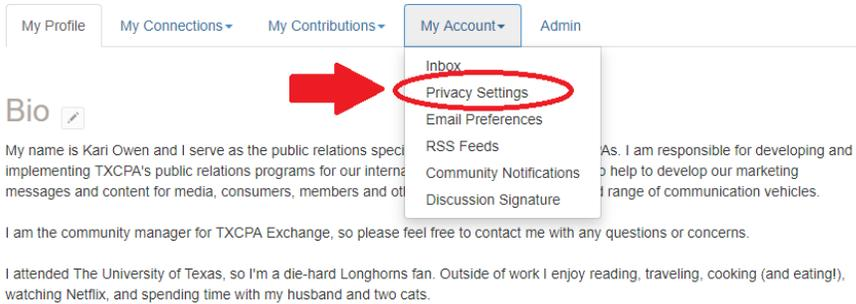 My Profile My Connections My Contributions My Account Admin
Inbox
Privacy Settings
Email Preferences
RSS Feeds
Community Notifications
Discussion Signature
Bio
My name is Kari Owen and I serve as the public relations speci PAs. I am responsible for developing and
implementing TXCPA's public relations programs for our interna o help to develop our marketing
messages and content for media, consumers, members and oth d range of communication vehicles.
I am the community manager for TXCPA Exchange, so please feel free to contact me with any questions or concerns.
I attended The University of Texas, so I'm a die-hard Longhorns fan. Outside of work I enjoy reading, traveling, cooking (and eating!),
watching Netflix, and spending time with my husband and two cats.